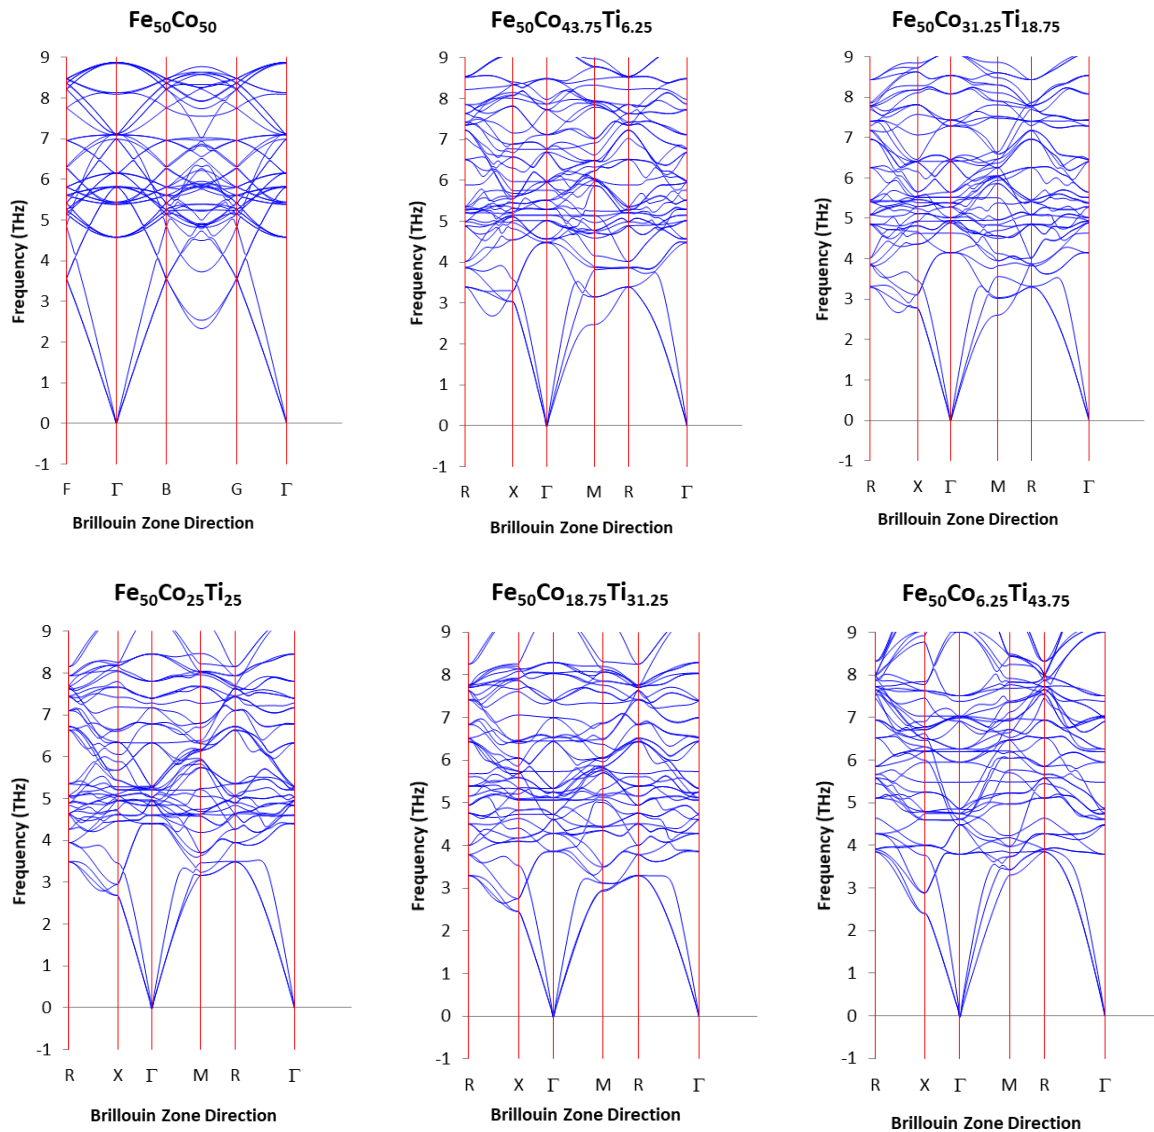 Fe50Co50
9
8
7
6
5
4
3
2
1
0
-1
Frequency (THz)
F Γ B G Γ
Brillouin Zone Direction
Fe50Co43.75Ti6.25
9
8
7
6
5
4
3
2
1
0
-1
Frequency (THz)
R X Γ M R Γ
Brillouin Zone Direction
Fe50Co31.25Ti18.75
9
8
7
6
5
4
3
2
1
0
-1
Frequency (THz)
R X Γ M R Γ
Brillouin Zone Direction
Fe50Co25Ti25
9
8
7
6
5
4
3
2
1
0
-1
Frequency (THz)
R X Γ M R Γ
Brillouin Zone Direction
Fe50Co18.75Ti31.25
9
8
7
6
5
4
3
2
1
0
-1
Frequency (THz)
R X Γ M R Γ
Brillouin Zone Direction
Fe50Co6.25Ti43.75
9
8
7
6
5
4
3
2
1
0
-1
Frequency (THz)
R X Γ M R Γ
Brillouin Zone Direction